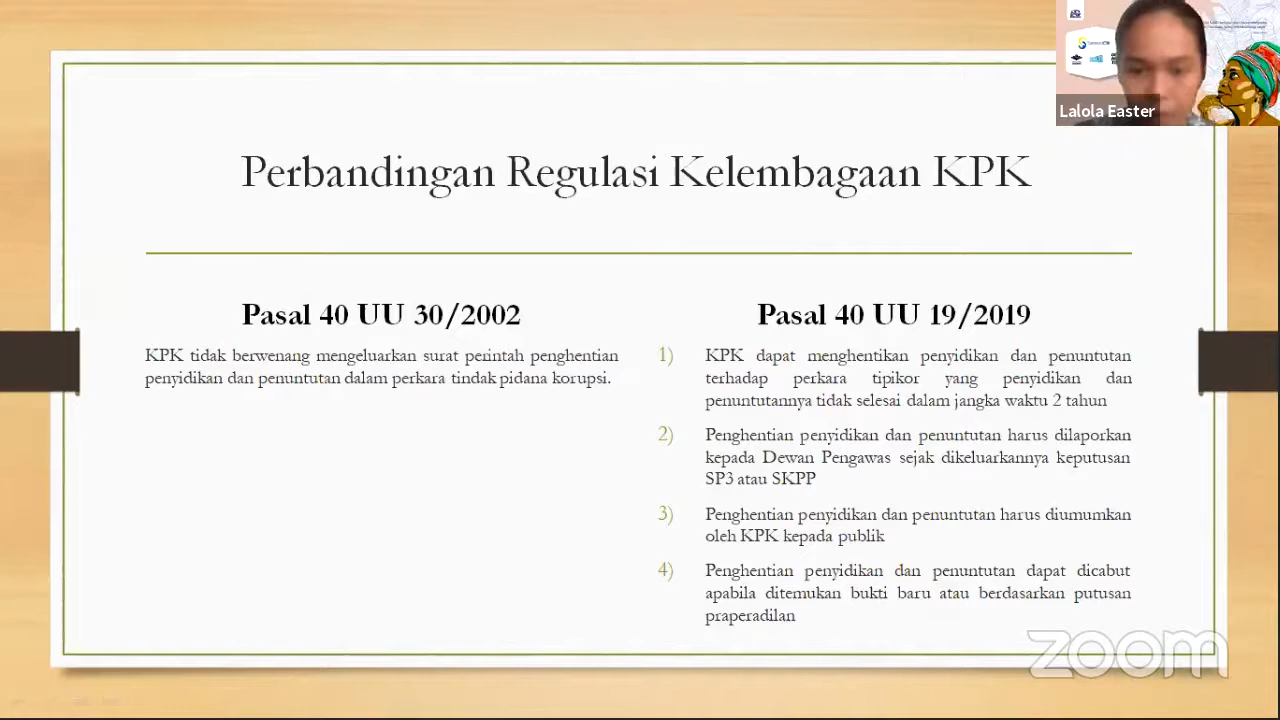 Lalola Easter
Perbandingan Regulasi Kelembagaan KPK
Pasal 40 UU 30/2002
KPK tidak berwenang mengeluarkan surat perintah penghentian
penyidikan dan penuntutan dalam perkara tindak pidana korupsi.
Pasal 40 UU 19/2019
1) KPK dapat menghentikan penyidikan dan penuntutan
terhadap perkara tipikor yang penyidikan dan
penuntutannya tidak selesai dalam jangka waktu 2 tahun
2) Penghentian penyidikan dan penuntutan harus dilaporkan
kepada Dewan Pengawas sejak dikeluarkannya keputusan
SP3 atau SKPP
3) Penghentian penyidikan dan penuntutan harus diumumkan
oleh KPK kepada publik
4) Penghentian penyidikan dan penuntutan dapat dicabut
apabila ditemukan bukti baru atau berdasarkan putusan
praperadilan
zoom